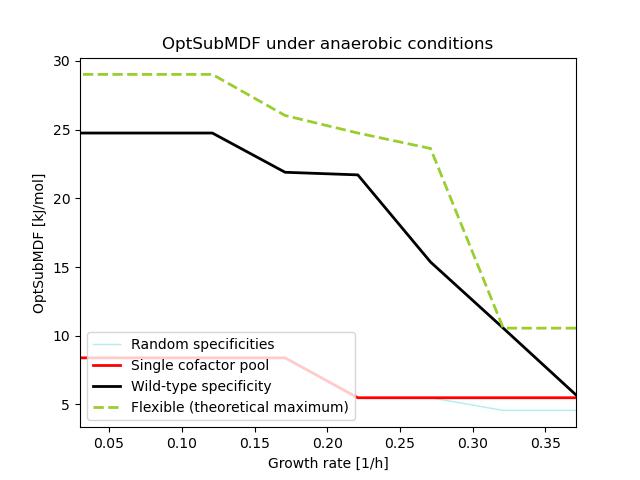 OptSubMDF under anaerobic conditions
30
25
20
15
10
5
OptSubMDF [kJ/mol]
Random specificities
Single cofactor pool
Wild-type specificity
Flexible (theoretical maximum)
0.05 0.10 0.15 0.20 0.25 0.30 0.35
Growth rate [1/h]